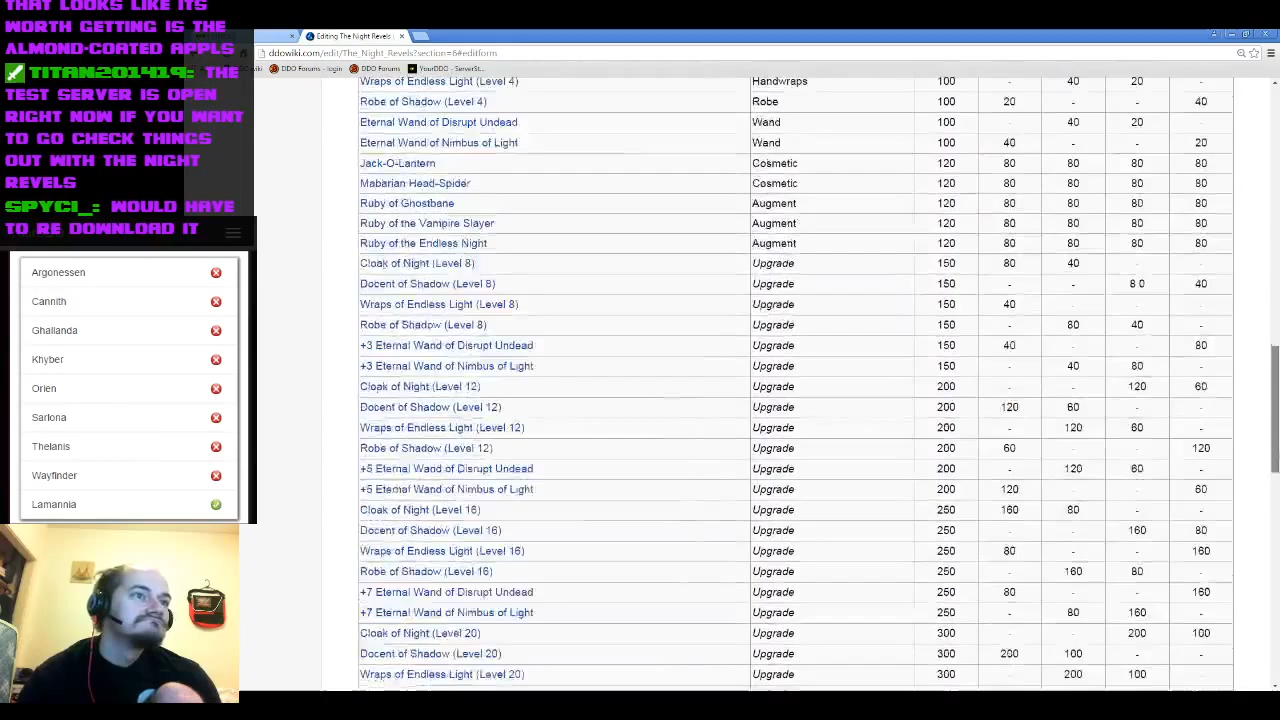 THAT LOOKS LIKE ITS
WORTH GETTING IS THE
ALMOND-COATED APPLS
TITAN201419: THE
TEST SERVER IS OPEN
RIGHT NOW IF YOU WANT
TO GO CHECK THINGS
OUT WITH THE NIGHT
REVELS
SPYCI_: WOULD HAVE
TO RE DOWNLOAD IT
Argonessen
Cannith
Ghallanda
Khyber
Orien
Sarlona
Thelanis
Wayfinder
Lamannia
Editing The Night Revels
ddowiki.com/edit/The_Night_Revels?section=6#editform
DDO Forums - login DDO Forums YourDDO - ServerSt...
Wraps of Endless Light (Level 4) Handwraps 100 - 40 20 -
Robe of Shadow (Level 4) Robe 100 20 - - 40
Eternal Wand of Disrupt Undead Wand 100 - 40 20 -
Eternal Wand of Nimbus of Light Wand 100 40 - - 20
Jack-O-Lantern Cosmetic 120 80 80 80 80
Mabarian Head-Spider Cosmetic 120 80 80 80 80
Ruby of Ghostbane Augment 120 80 80 80 80
Ruby of the Vampire Slayer Augment 120 80 80 80 80
Ruby of the Endless Night Augment 120 80 80 80 80
Cloak of Night (Level 8) Upgrade 150 80 40 - -
Docent of Shadow (Level 8) Upgrade 150 - - 8 0 40
Wraps of Endless Light (Level 8) Upgrade 150 40 - - -
Robe of Shadow (Level 8) Upgrade 150 - 80 40 -
+3 Eternal Wand of Disrupt Undead Upgrade 150 40 - - 80
+3 Eternal Wand of Nimbus of Light Upgrade 150 - 40 80 -
Cloak of Night (Level 12) Upgrade 200 - - 120 60
Docent of Shadow (Level 12) Upgrade 200 120 60 - -
Wraps of Endless Light (Level 12) Upgrade 200 - 120 60 -
Robe of Shadow (Level 12) Upgrade 200 60 - - 120
+5 Eternal Wand of Disrupt Undead Upgrade 200 - 120 60 -
+5 Eternal Wand of Nimbus of Light Upgrade 200 120 - - 60
Cloak of Night (Level 16) Upgrade 250 160 80 - -
Docent of Shadow (Level 16) Upgrade 250 - - 160 80
Wraps of Endless Light (Level 16) Upgrade 250 80 - - 160
Robe of Shadow (Level 16) Upgrade 250 - 160 80 -
+7 Eternal Wand of Disrupt Undead Upgrade 250 80 - - 160
+7 Eternal Wand of Nimbus of Light Upgrade 250 - 80 160 -
Cloak of Night (Level 20) Upgrade 300 - - 200 100
Docent of Shadow (Level 20) Upgrade 300 200 100 - -
Wraps of Endless Light (Level 20) Upgrade 300 - 200 100 -